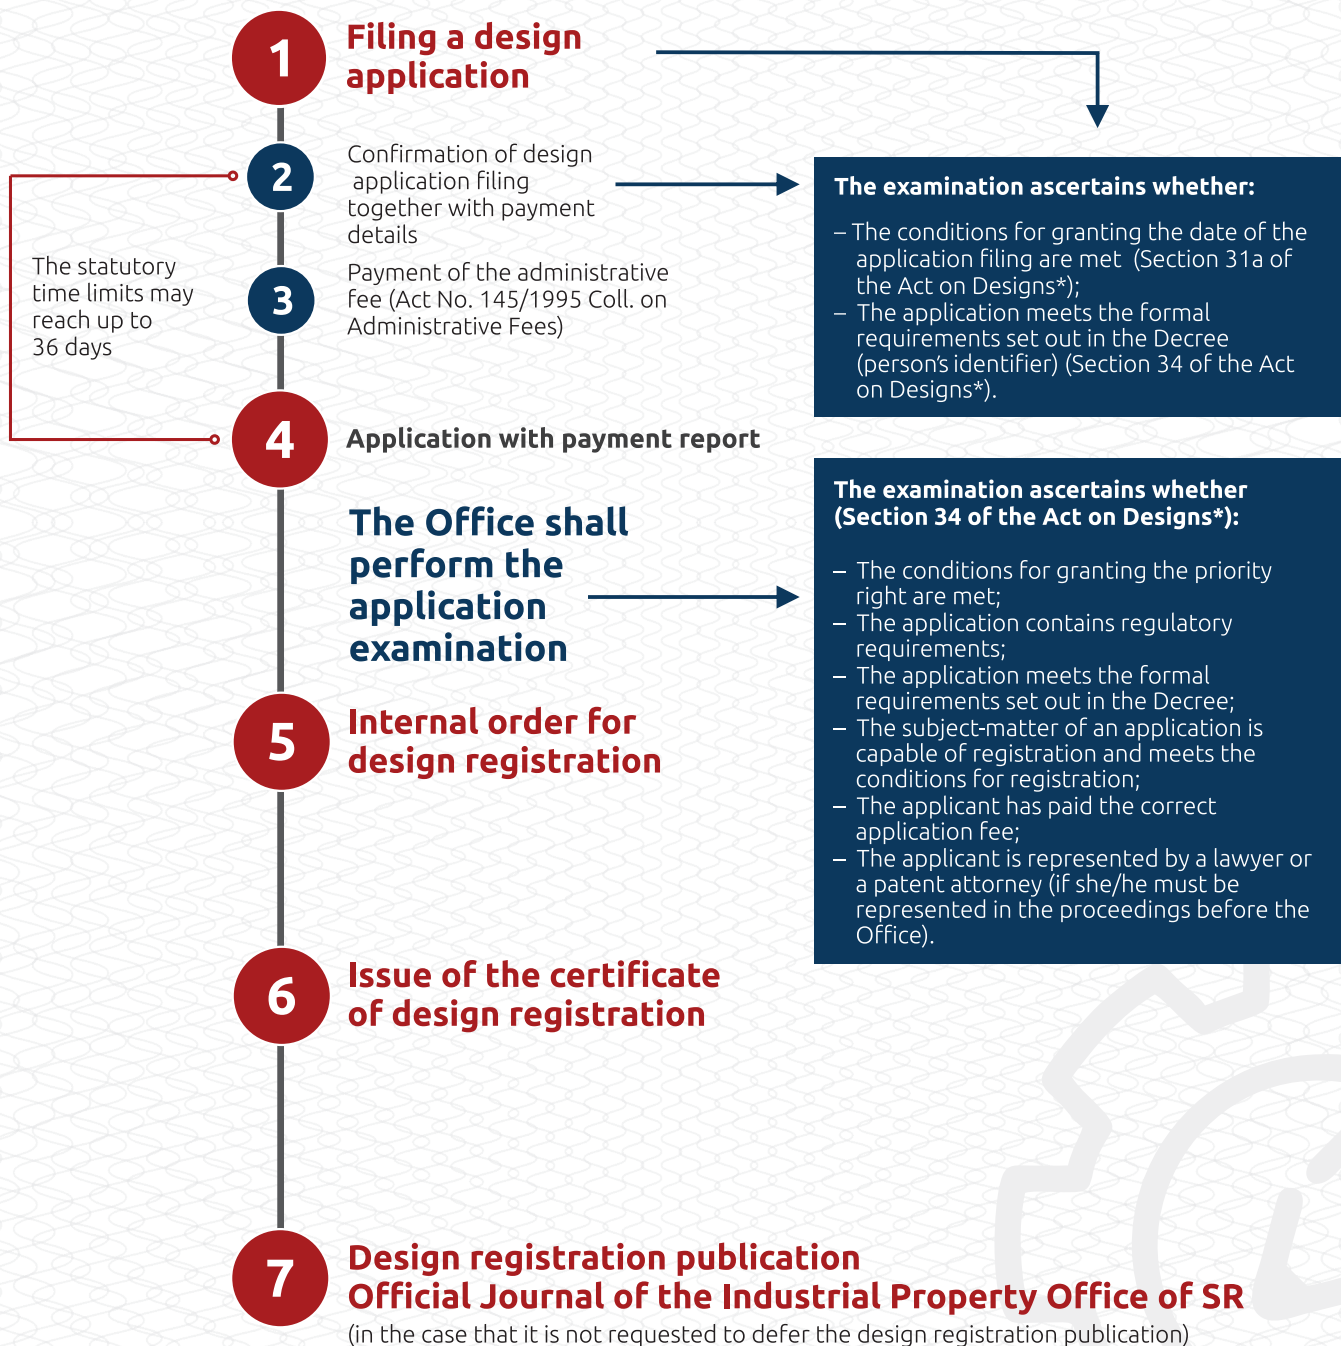 1
Filing a design
application
2
Confirmation of design
application filing
together with payment
details
The statutory
time limits may
reach up to
36 days
3
Payment of the administrative
fee (Act No. 145/1995 Coll. on
Administrative Fees)
The examination ascertains whether:
– The conditions for granting the date of the
application filing are met (Section 31a of
the Act on Designs*);
– The application meets the formal
requirements set out in the Decree
(person's identifier) (Section 34 of the Act
on Designs*).
4
Application with payment report
The Office shall
perform the
application
examination
The examination ascertains whether
(Section 34 of the Act on Designs*):
– The conditions for granting the priority
right are met;
– The application contains regulatory
requirements;
– The application meets the formal
requirements set out in the Decree;
– The subject-matter of an application is
capable of registration and meets the
conditions for registration;
– The applicant has paid the correct
application fee;
– The applicant is represented by a lawyer or
a patent attorney (if she/he must be
represented in the proceedings before the
Office).
5
Internal order for
design registration
6
Issue of the certificate
of design registration
7
Design registration publication
Official Journal of the Industrial Property Office of SR
(in the case that it is not requested to defer the design registration publication)